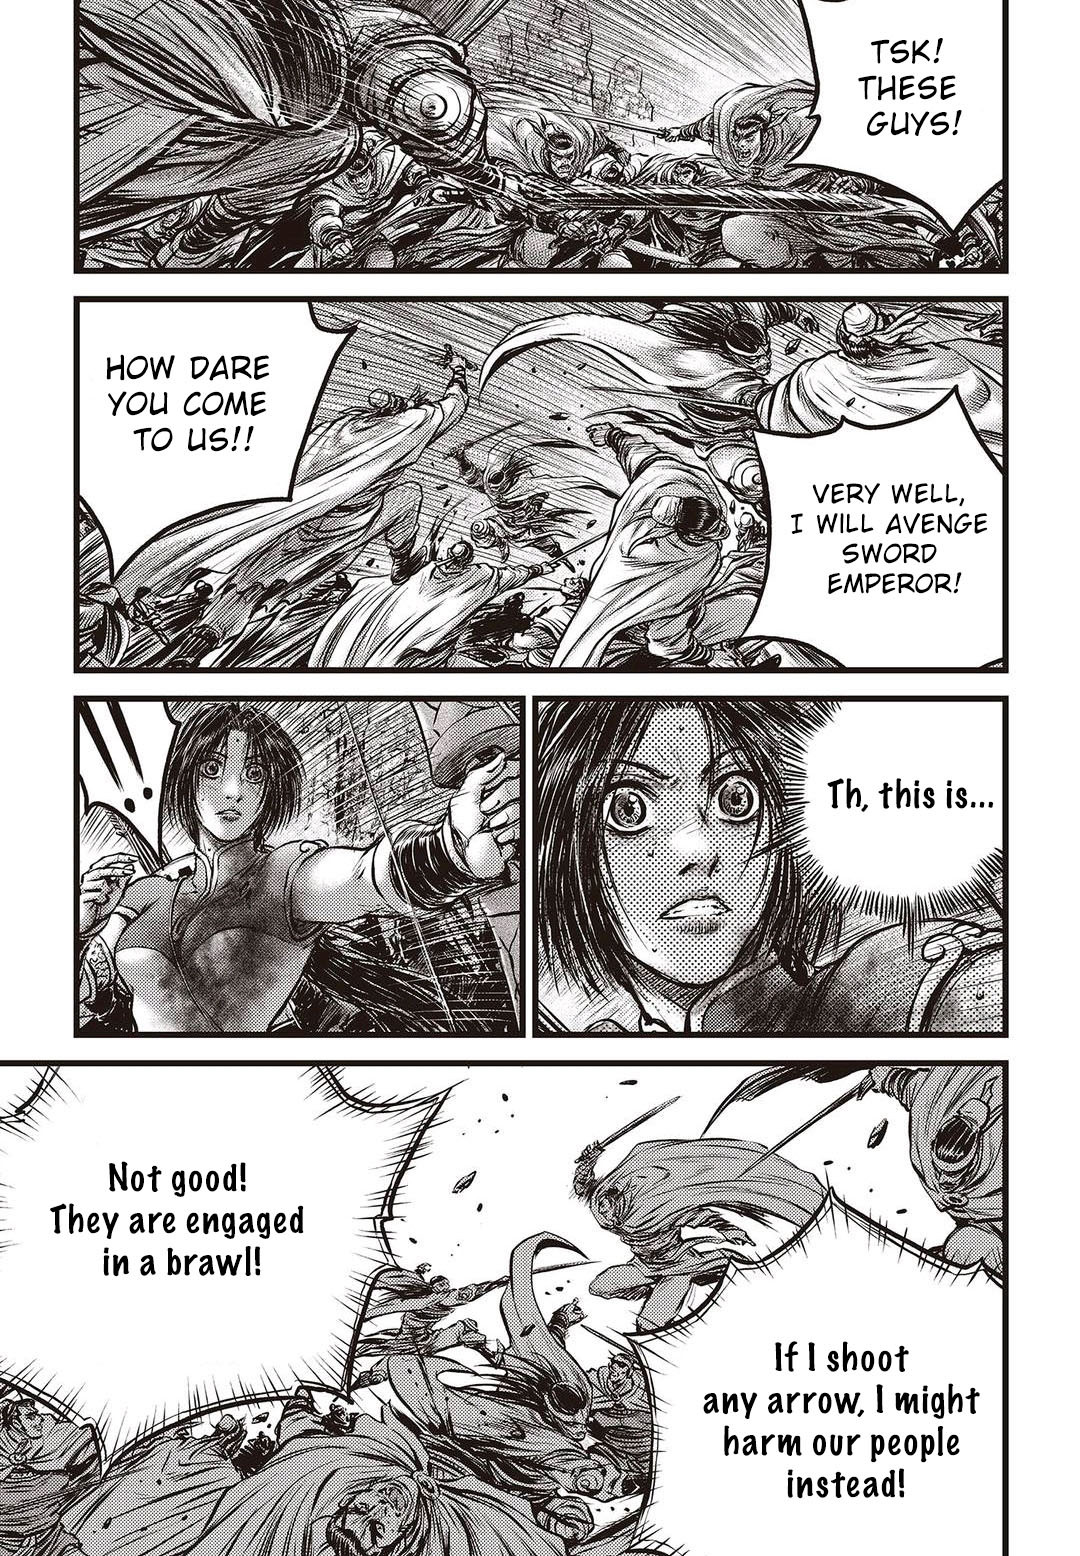 TSK!
THESE
GUYS!
HOW DARE
YOU COME
TO US!!
VERY WELL,
I WILL AVENGE
SWORD
EMPEROR!
!!
Th, this is...
Not good!
They are engaged
in a brawl!
If I shoot
any arrow, I might
harm our people
instead!